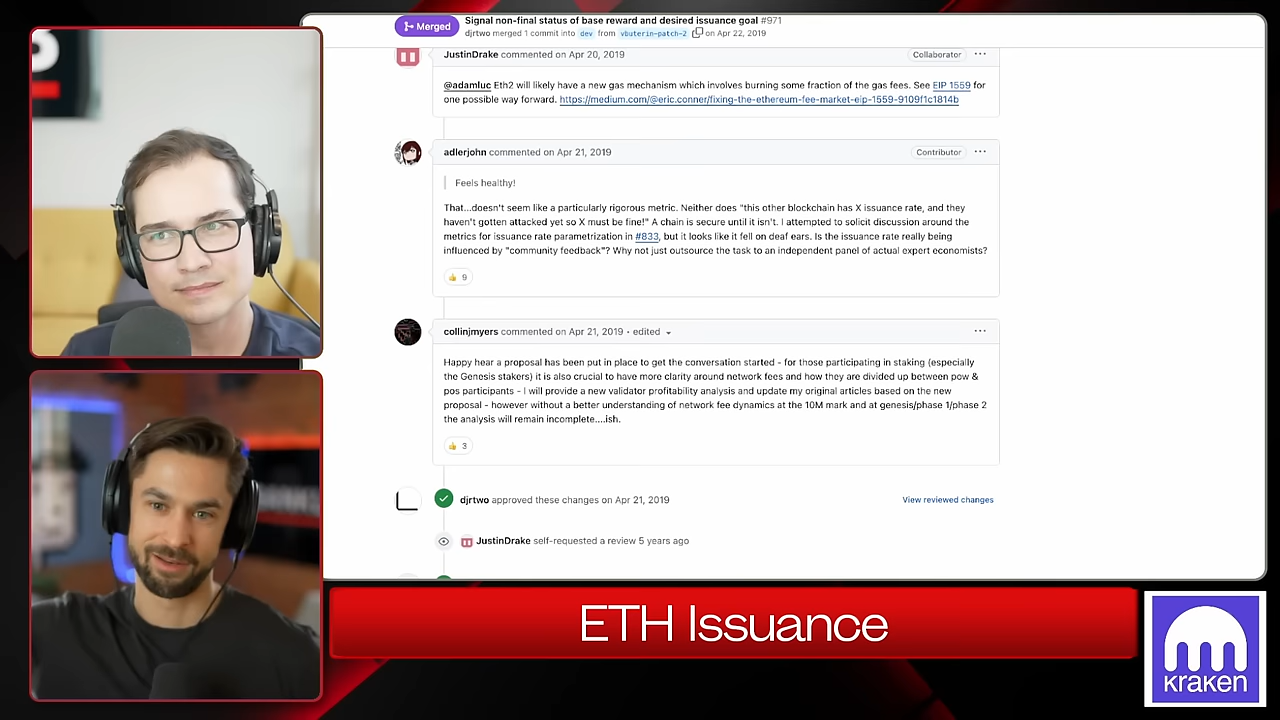 Merged
Signal non-final status of base reward and desired issuance goal #971
djrtwo merged 1 commit into dev from vbuterin-patch-2 on Apr 22, 2019
JustinDrake commented on Apr 20, 2019
Collaborator
@adamluc Eth2 will likely have a new gas mechanism which involves burning some fraction of the gas fees. See EIP 1559 for
one possible way forward. https://medium.com/@eric.conner/fixing-the-ethereum-fee-market-eip-1559-9109f1c1814b
adlerjohn commented on Apr 21, 2019
Contributor
Feels healthy!
That...doesn't seem like a particularly rigorous metric. Neither does "this other blockchain has X issuance rate, and they
haven't gotten attacked yet so X must be fine!" A chain is secure until it isn't. I attempted to solicit discussion around the
metrics for issuance rate parametrization in #833, but it looks like it fell on deaf ears. Is the issuance rate really being
influenced by "community feedback"? Why not just outsource the task to an independent panel of actual expert economists?
9
collinjmyers commented on Apr 21, 2019 • edited
Happy hear a proposal has been put in place to get the conversation started - for those participating in staking (especially
the Genesis stakers) it is also crucial to have more clarity around network fees and how they are divided up between pow &
pos participants - I will provide a new validator profitability analysis and update my original articles based on the new
proposal - however without a better understanding of network fee dynamics at the 10M mark and at genesis/phase 1/phase 2
the analysis will remain incomplete....ish.
3
djrtwo approved these changes on Apr 21, 2019
View reviewed changes
JustinDrake self-requested a review 5 years ago
ETH Issuance
kraken